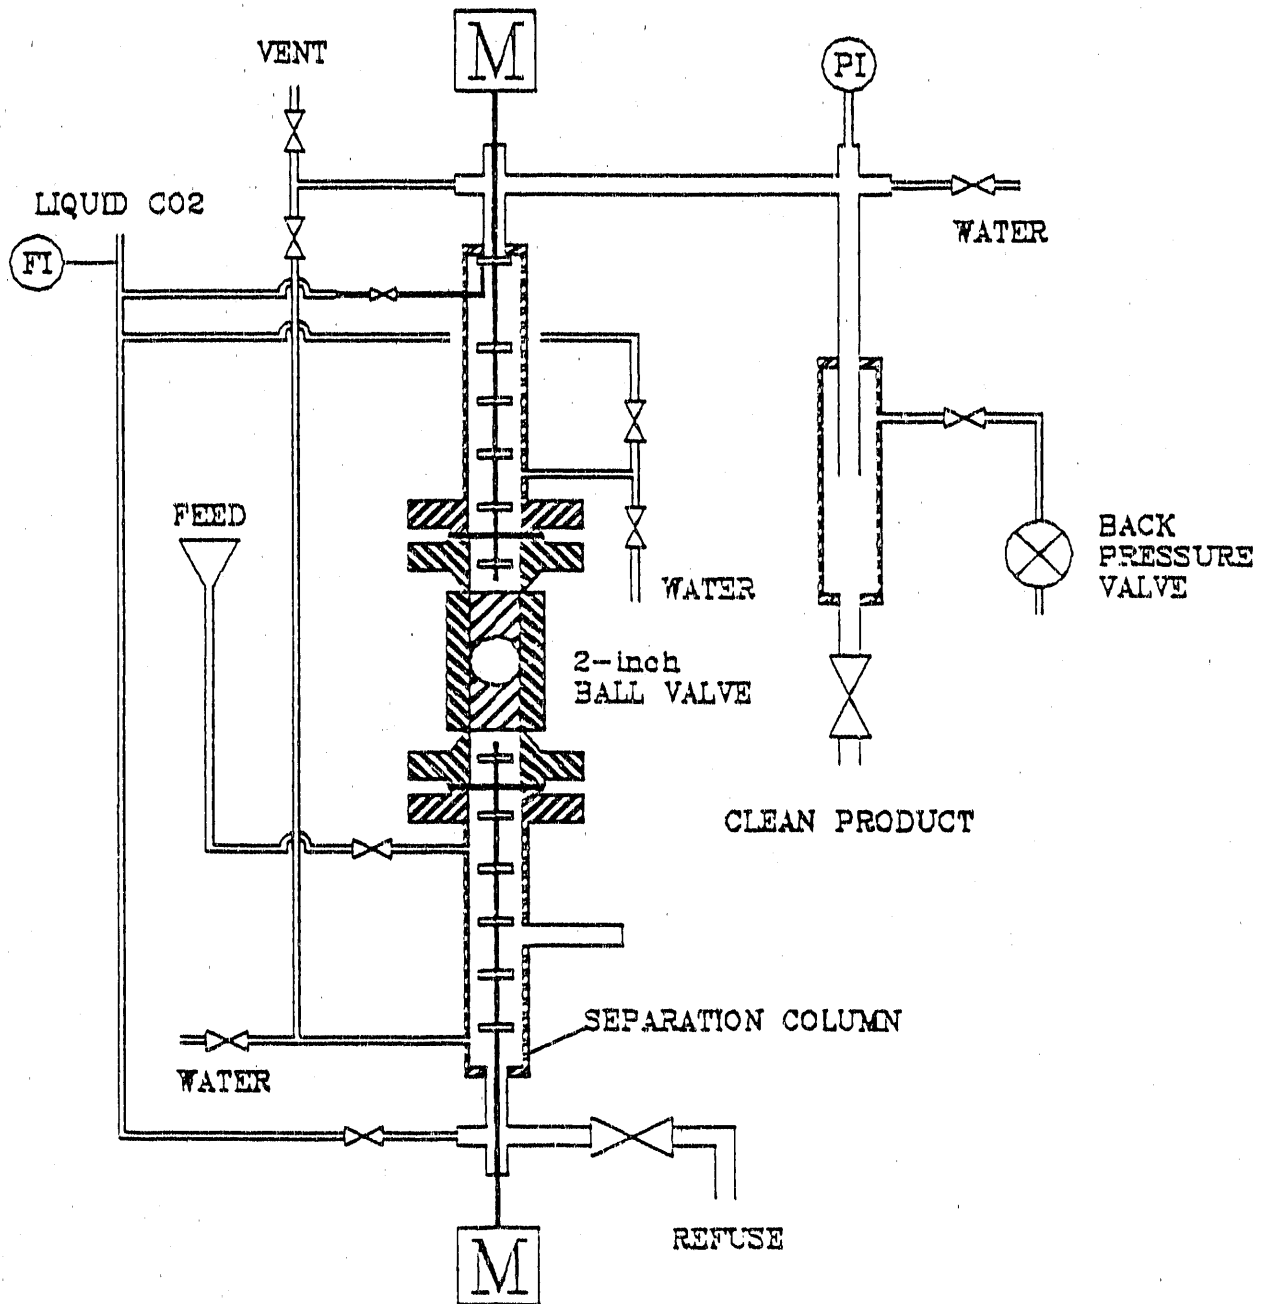 M
VENT
PI
LIQUID CO2
FI
WATER
FEED
WATER
BACK
PRESSURE
VALVE
2-inch
BALL VALVE
CLEAN PRODUCT
SEPARATION COLUMN
WATER
REFUSE
M